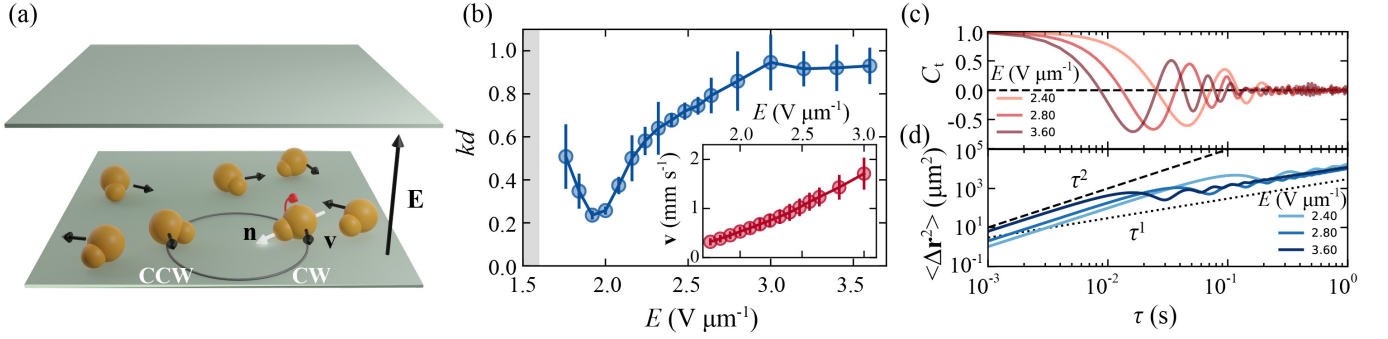 (a)
E
n
v
CCW
CW
(b)
kd
1.0
0.8
0.6
0.4
0.2
0.0
1.5
2.0
2.5
3.0
3.5
E (V μm⁻¹)
E (V μm⁻¹)
2.0
2.5
3.0
v (mm s⁻¹)
2
1
0
(c)
Cₜ
1.0
0.5
0.0
-0.5
E (V μm⁻¹)
2.40
2.80
3.60
(d)
<Δr²> (μm²)
10⁵
10³
10¹
10⁻¹
τ²
τ¹
E (V μm⁻¹)
2.40
2.80
3.60
10⁻³
10⁻²
10⁻¹
10⁰
τ (s)